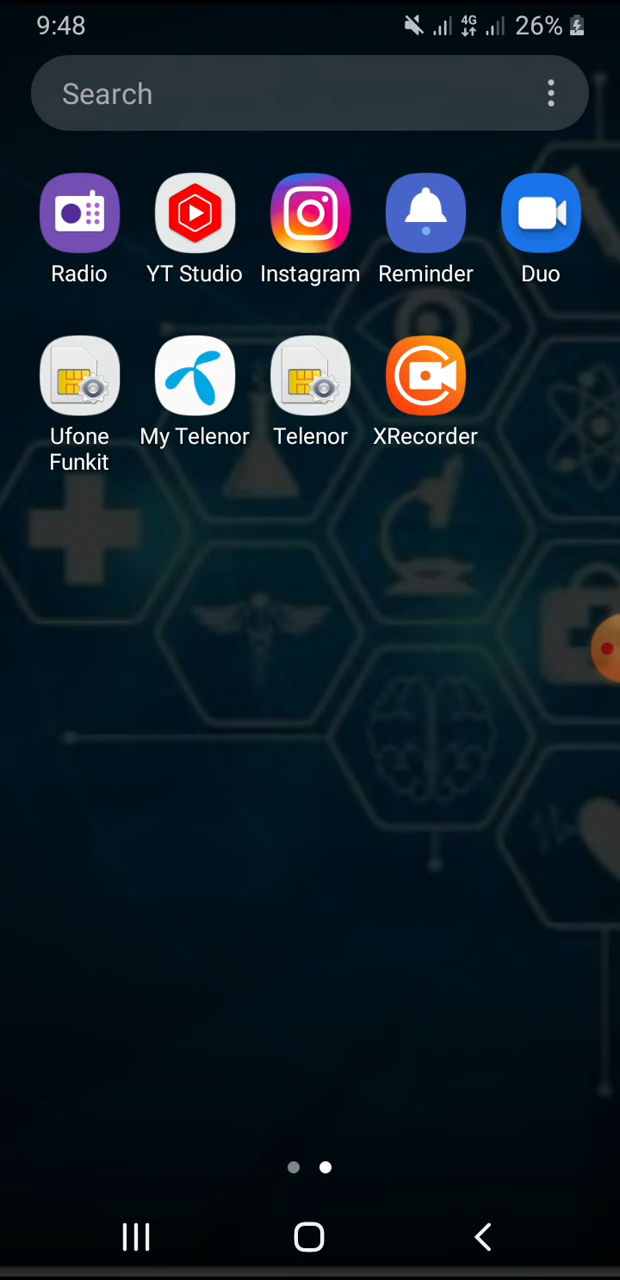 9:48
4G
26%
Search
Radio
YT Studio
Instagram
Reminder
Duo
Ufone
Funkit
My Telenor
Telenor
XRecorder